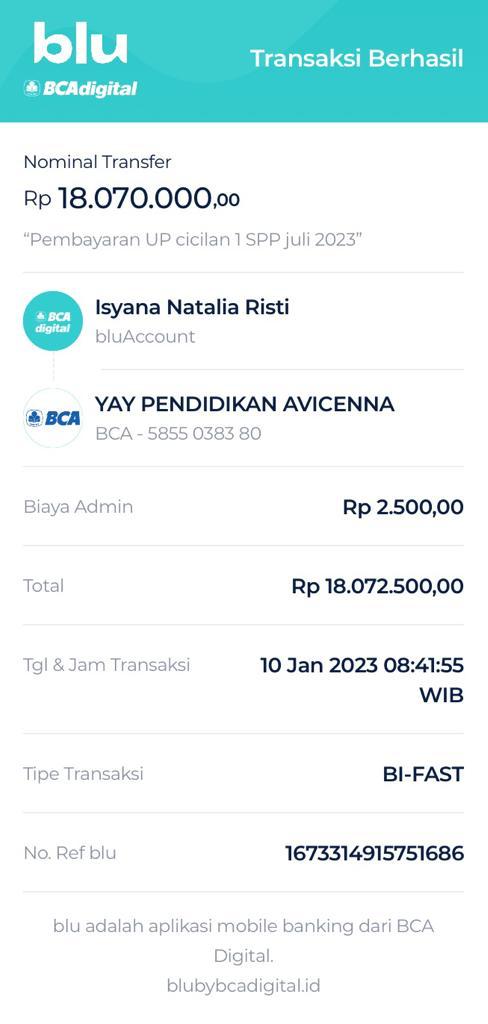 blu
BCAdigital
Transaksi Berhasil
Nominal Transfer
Rp 18.070.000,00
“Pembayaran UP cicilan 1 SPP juli 2023”
BCA
digital
Isyana Natalia Risti
bluAccount
BCA
YAY PENDIDIKAN AVICENNA
BCA - 5855 0383 80
Biaya Admin
Rp 2.500,00
Total
Rp 18.072.500,00
Tgl & Jam Transaksi
10 Jan 2023 08:41:55
WIB
Tipe Transaksi
BI-FAST
No. Ref blu
1673314915751686
blu adalah aplikasi mobile banking dari BCA
Digital.
blubybcadigital.id